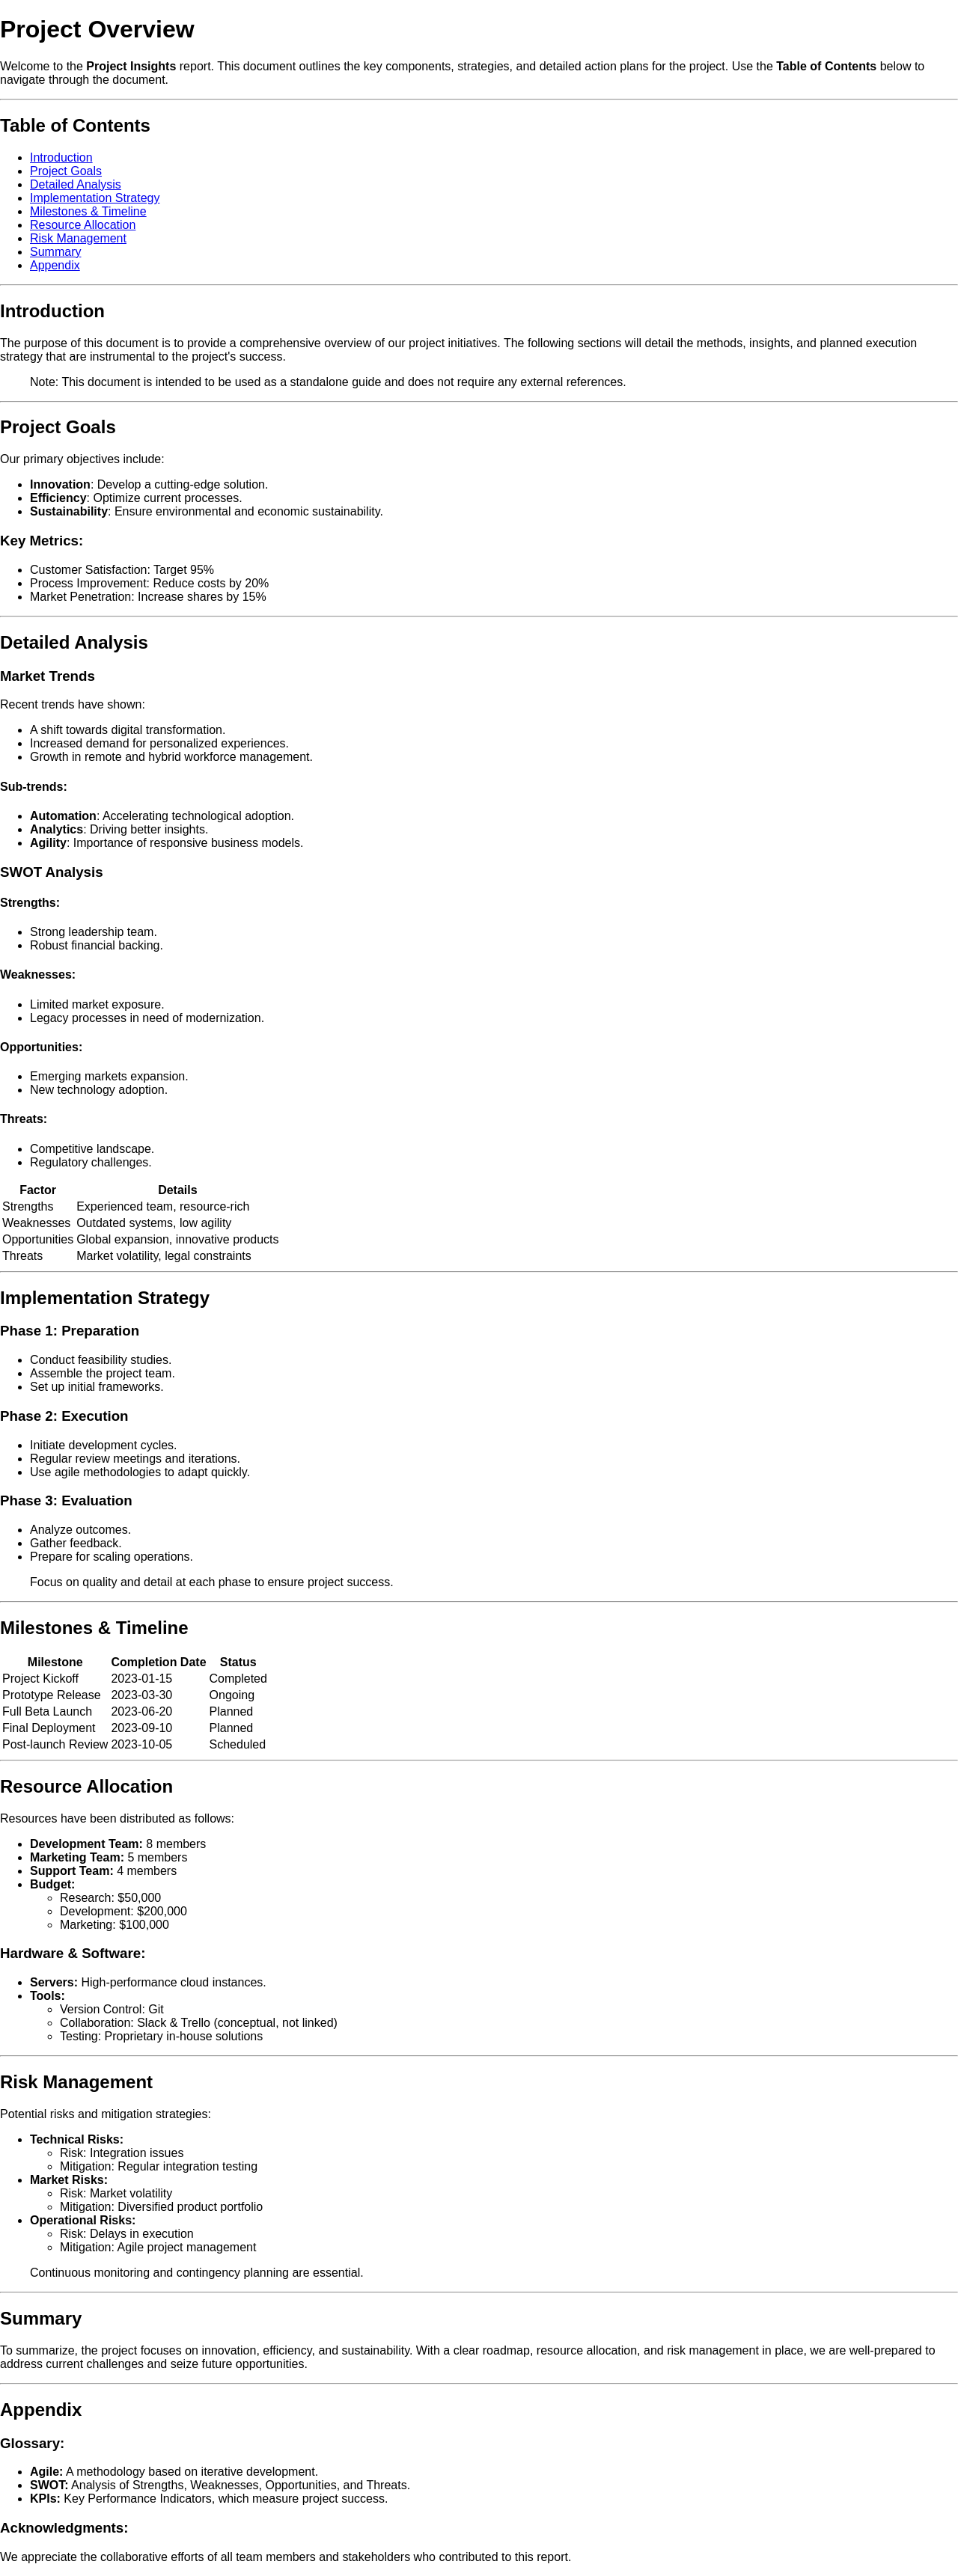 Project Overview
Welcome to the Project Insights report. This document outlines the key components, strategies, and detailed action plans for the project. Use the Table of Contents below to
navigate through the document.
Table of Contents
Introduction
Project Goals
Detailed Analysis
Implementation Strategy
Milestones & Timeline
Resource Allocation
Risk Management
Summary
Appendix
Introduction
The purpose of this document is to provide a comprehensive overview of our project initiatives. The following sections will detail the methods, insights, and planned execution
strategy that are instrumental to the project's success.
Note: This document is intended to be used as a standalone guide and does not require any external references.
Project Goals
Our primary objectives include:
Innovation: Develop a cutting-edge solution.
Efficiency: Optimize current processes.
Sustainability: Ensure environmental and economic sustainability.
Key Metrics:
Customer Satisfaction: Target 95%
Process Improvement: Reduce costs by 20%
Market Penetration: Increase shares by 15%
Detailed Analysis
Market Trends
Recent trends have shown:
A shift towards digital transformation.
Increased demand for personalized experiences.
Growth in remote and hybrid workforce management.
Sub-trends:
Automation: Accelerating technological adoption.
Analytics: Driving better insights.
Agility: Importance of responsive business models.
SWOT Analysis
Strengths:
Strong leadership team.
Robust financial backing.
Weaknesses:
Limited market exposure.
Legacy processes in need of modernization.
Opportunities:
Emerging markets expansion.
New technology adoption.
Threats:
Competitive landscape.
Regulatory challenges.
Factor Details
Strengths Experienced team, resource-rich
Weaknesses Outdated systems, low agility
Opportunities Global expansion, innovative products
Threats Market volatility, legal constraints
Implementation Strategy
Phase 1: Preparation
Conduct feasibility studies.
Assemble the project team.
Set up initial frameworks.
Phase 2: Execution
Initiate development cycles.
Regular review meetings and iterations.
Use agile methodologies to adapt quickly.
Phase 3: Evaluation
Analyze outcomes.
Gather feedback.
Prepare for scaling operations.
Focus on quality and detail at each phase to ensure project success.
Milestones & Timeline
Milestone Completion Date Status
Project Kickoff 2023-01-15 Completed
Prototype Release 2023-03-30 Ongoing
Full Beta Launch 2023-06-20 Planned
Final Deployment 2023-09-10 Planned
Post-launch Review 2023-10-05 Scheduled
Resource Allocation
Resources have been distributed as follows:
Development Team: 8 members
Marketing Team: 5 members
Support Team: 4 members
Budget:
Research: $50,000
Development: $200,000
Marketing: $100,000
Hardware & Software:
Servers: High-performance cloud instances.
Tools:
Version Control: Git
Collaboration: Slack & Trello (conceptual, not linked)
Testing: Proprietary in-house solutions
Risk Management
Potential risks and mitigation strategies:
Technical Risks:
Risk: Integration issues
Mitigation: Regular integration testing
Market Risks:
Risk: Market volatility
Mitigation: Diversified product portfolio
Operational Risks:
Risk: Delays in execution
Mitigation: Agile project management
Continuous monitoring and contingency planning are essential.
Summary
To summarize, the project focuses on innovation, efficiency, and sustainability. With a clear roadmap, resource allocation, and risk management in place, we are well-prepared to
address current challenges and seize future opportunities.
Appendix
Glossary:
Agile: A methodology based on iterative development.
SWOT: Analysis of Strengths, Weaknesses, Opportunities, and Threats.
KPIs: Key Performance Indicators, which measure project success.
Acknowledgments:
We appreciate the collaborative efforts of all team members and stakeholders who contributed to this report.